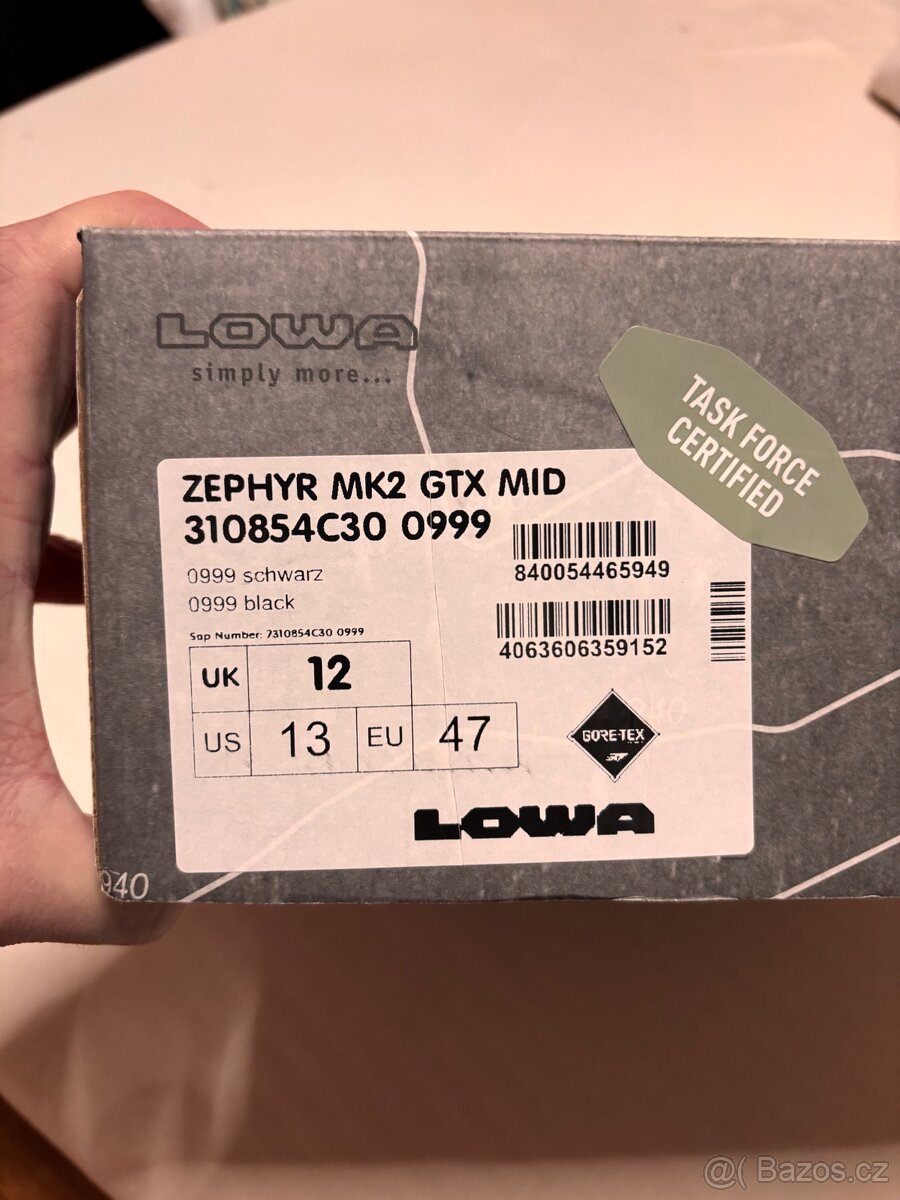 LOWA
simply more...
TASK FORCE
CERTIFIED
ZEPHYR MK2 GTX MID
310854C30 0999
0999 schwarz
0999 black
840054465949
Sap Number: 7310854C30 0999
4063606359152
UK 12
US 13 EU 47
GORE-TEX
LOWA
940
940
@( Bazos.cz